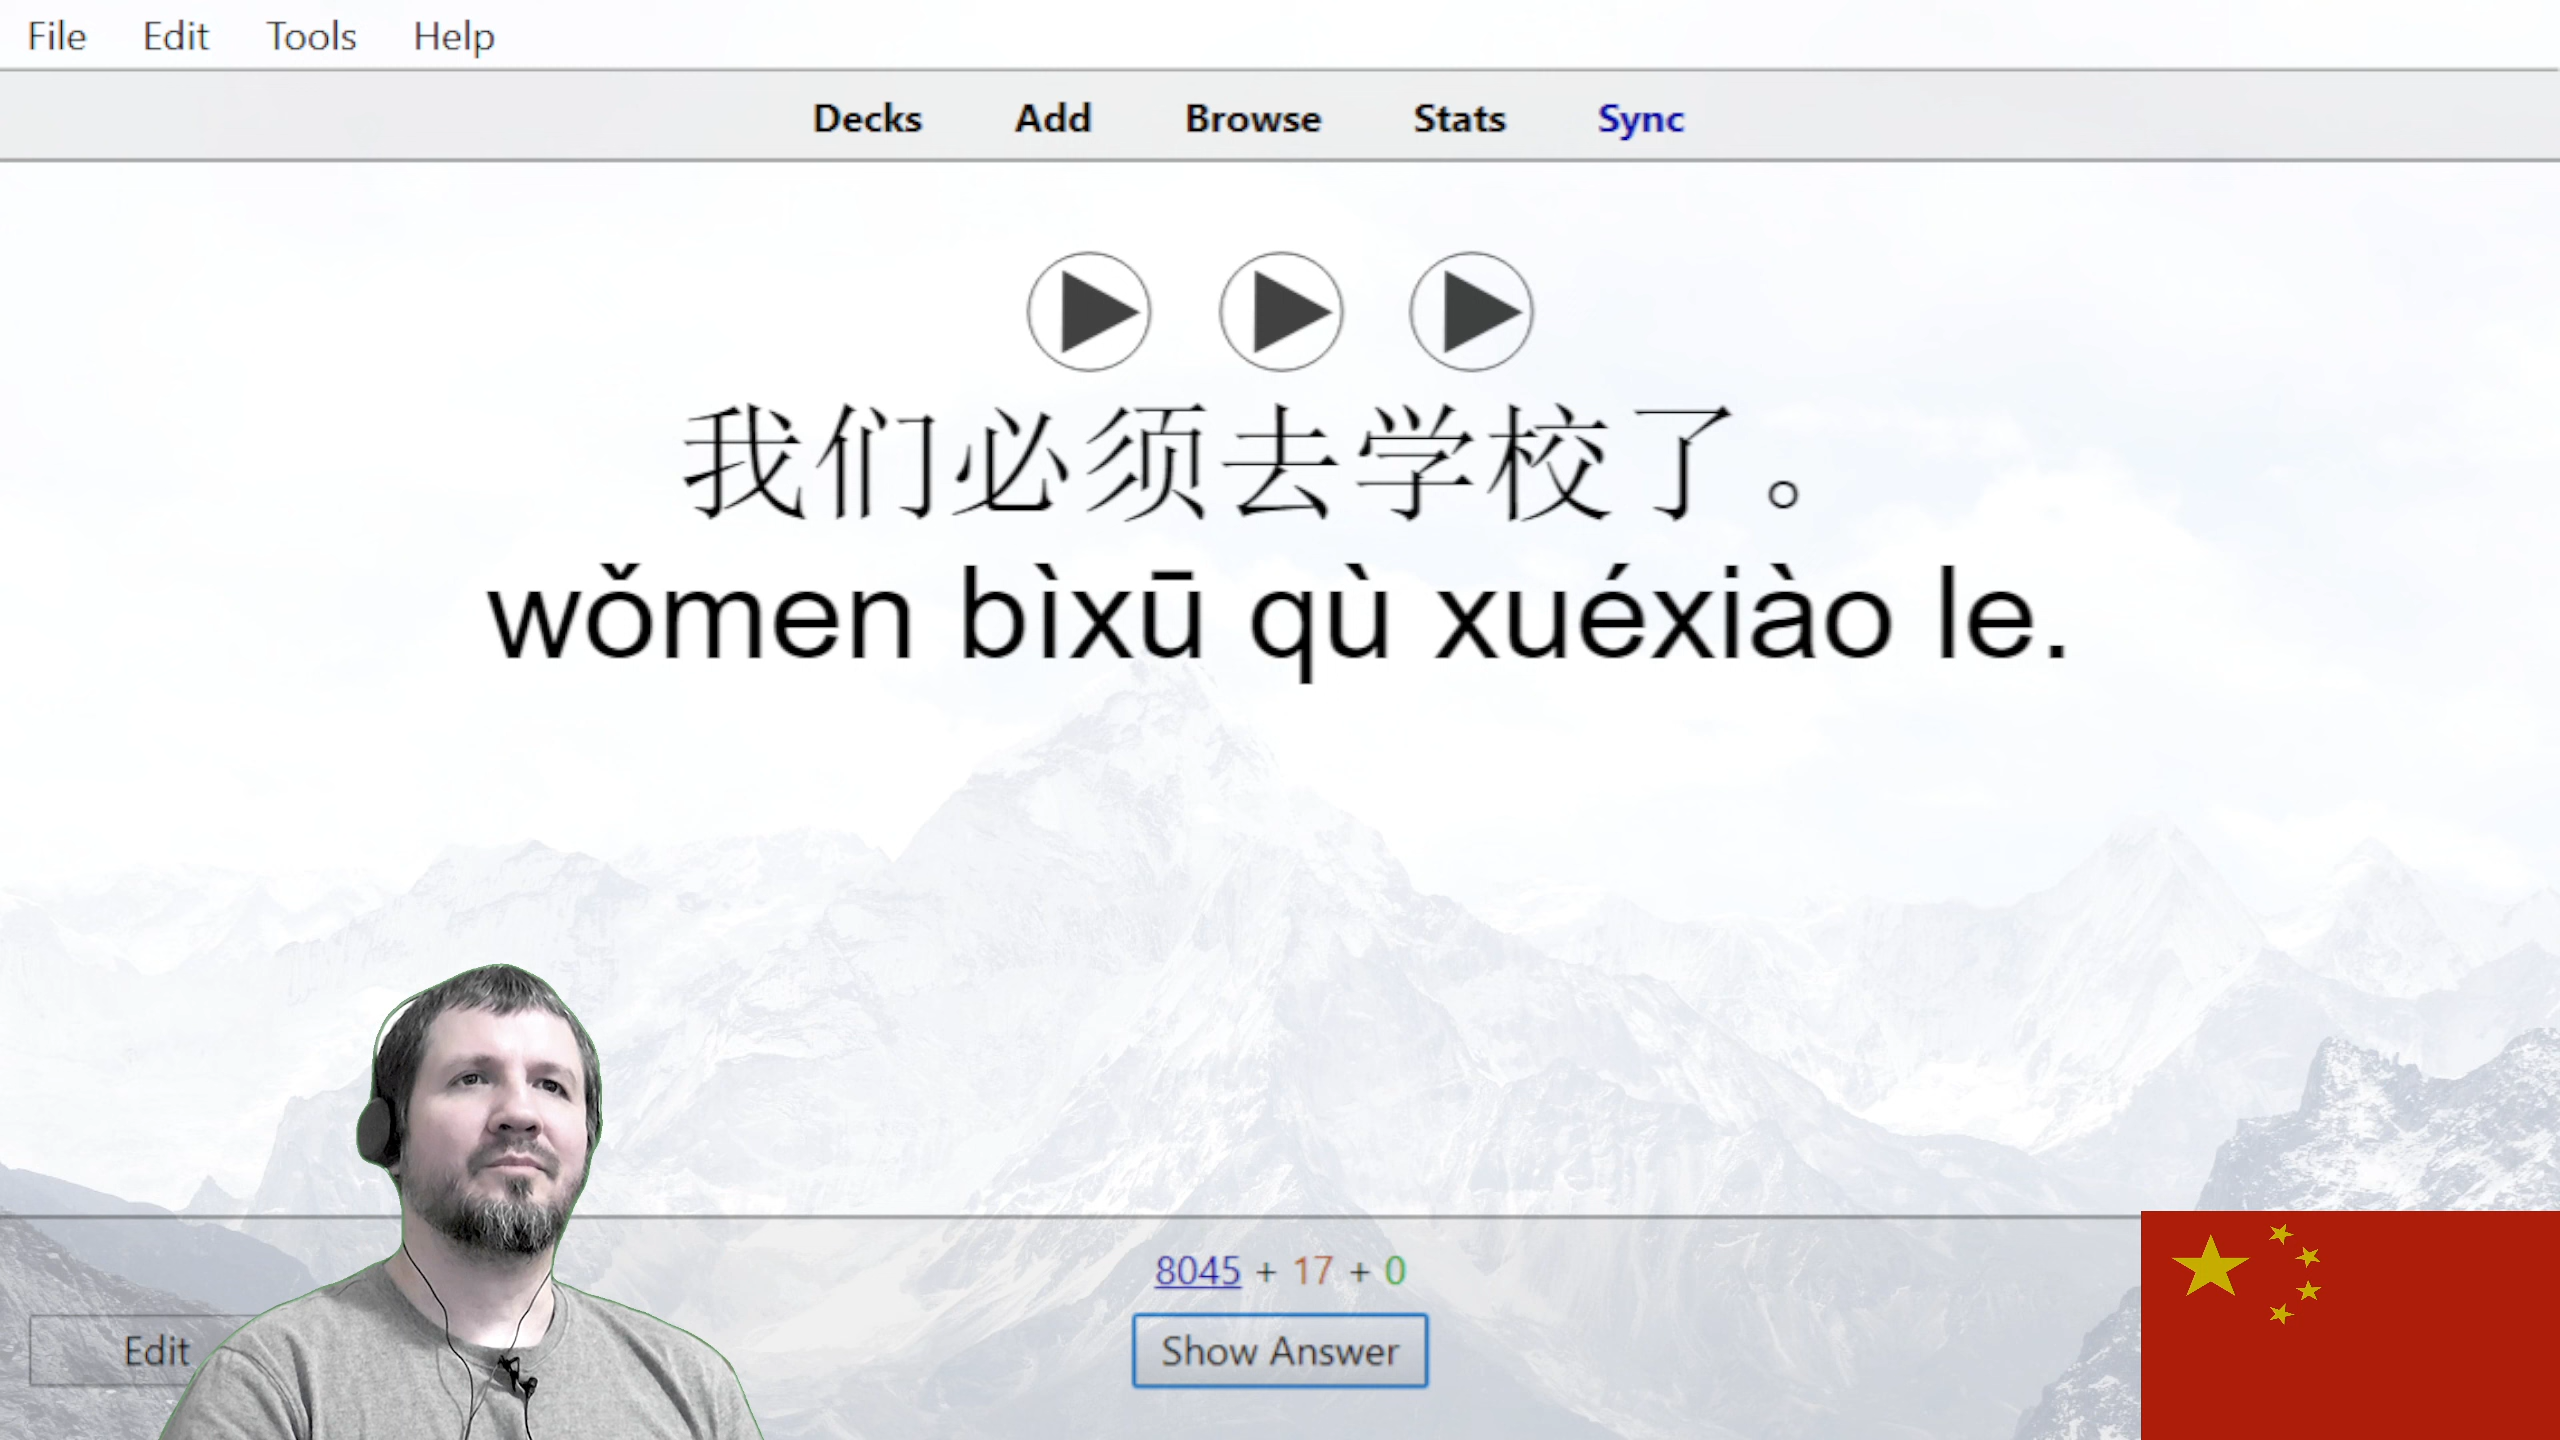 File Edit Tools Help
Decks Add Browse Stats Sync
我们必须去学校了。
wǒmen bìxū qù xuéxiào le.
8045 + 17 + 0
Edit Show Answer